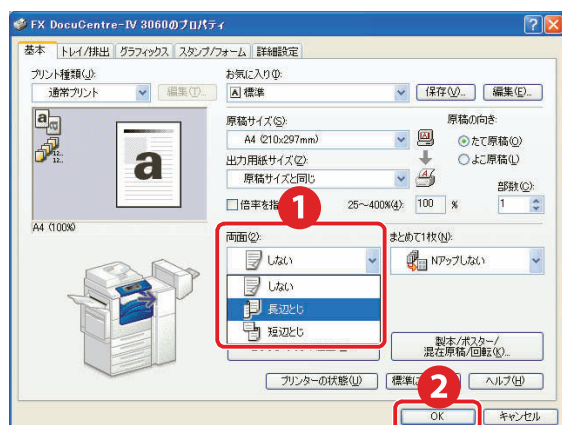 FX DocuCentre-IV 3060のプロパティ
基本 トレイ/排出 グラフィックス スタンプ/フォーム 詳細設定
プリント種類(J): お気に入り(I):
通常プリント 編集(T)... 標準 保存(V)... 編集(E)...
原稿サイズ(S): 原稿の向き:
A4 (210x297mm) たて原稿(O)
出力用紙サイズ(Z): よこ原稿(L)
原稿サイズと同じ 部数(C):
倍率を指 25～400%(4): 100 % 1
A4 (100%)
1
両面(2): まとめて1枚(N):
しない Nアップしない
しない
長辺とじ
短辺とじ
製本/ポスター/
混在原稿/回転(K)...
プリンターの状態(U) 標準に ヘルプ(H)
2
OK キャンセル